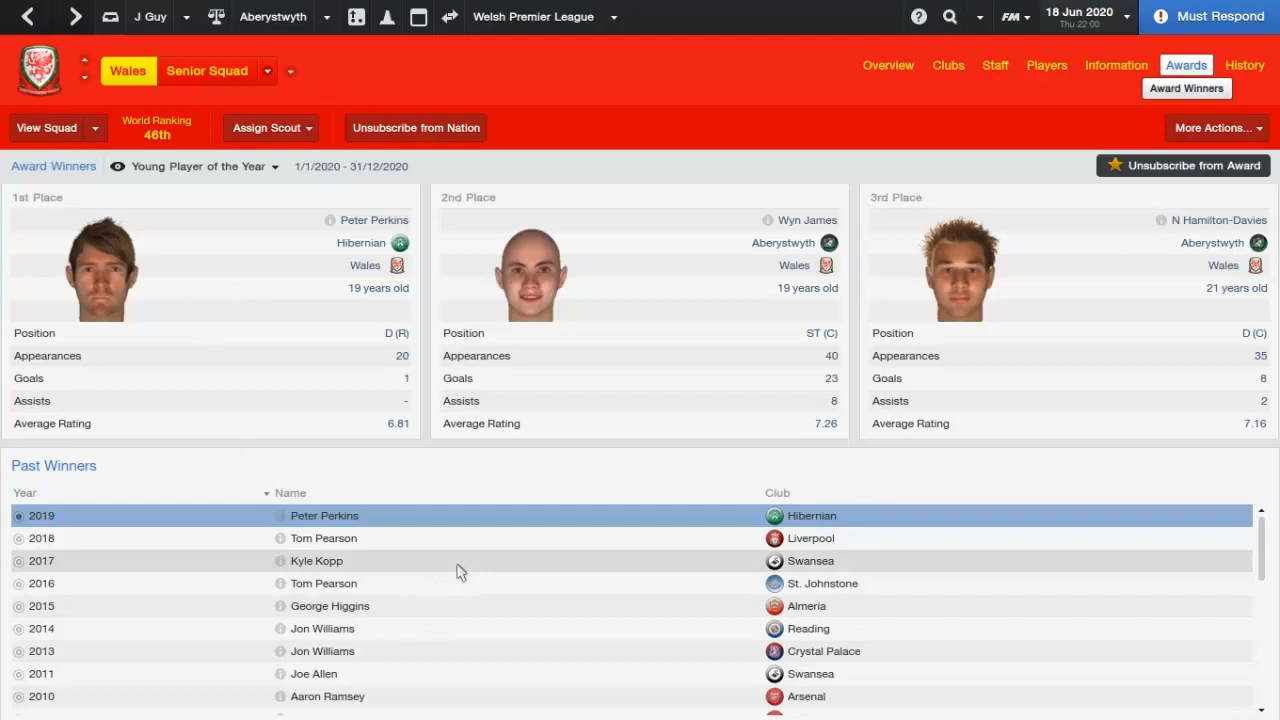 J Guy Aberystwyth Welsh Premier League FM 18 Jun 2020 Must Respond
Thu 22:00
Wales Senior Squad Overview Clubs Staff Players Information Awards History
Award Winners
View Squad World Ranking 46th Assign Scout Unsubscribe from Nation More Actions...
Award Winners Young Player of the Year 1/1/2020 - 31/12/2020 Unsubscribe from Award
1st Place
Peter Perkins
Hibernian
Wales
19 years old
Position D (R)
Appearances 20
Goals 1
Assists -
Average Rating 6.81
2nd Place
Wyn James
Aberystwyth
Wales
19 years old
Position ST (C)
Appearances 40
Goals 23
Assists 8
Average Rating 7.26
3rd Place
N Hamilton-Davies
Aberystwyth
Wales
21 years old
Position D (C)
Appearances 35
Goals 8
Assists 2
Average Rating 7.16
Past Winners
Year Name Club
2019 Peter Perkins Hibernian
2018 Tom Pearson Liverpool
2017 Kyle Kopp Swansea
2016 Tom Pearson St. Johnstone
2015 George Higgins Almería
2014 Jon Williams Reading
2013 Jon Williams Crystal Palace
2011 Joe Allen Swansea
2010 Aaron Ramsey Arsenal